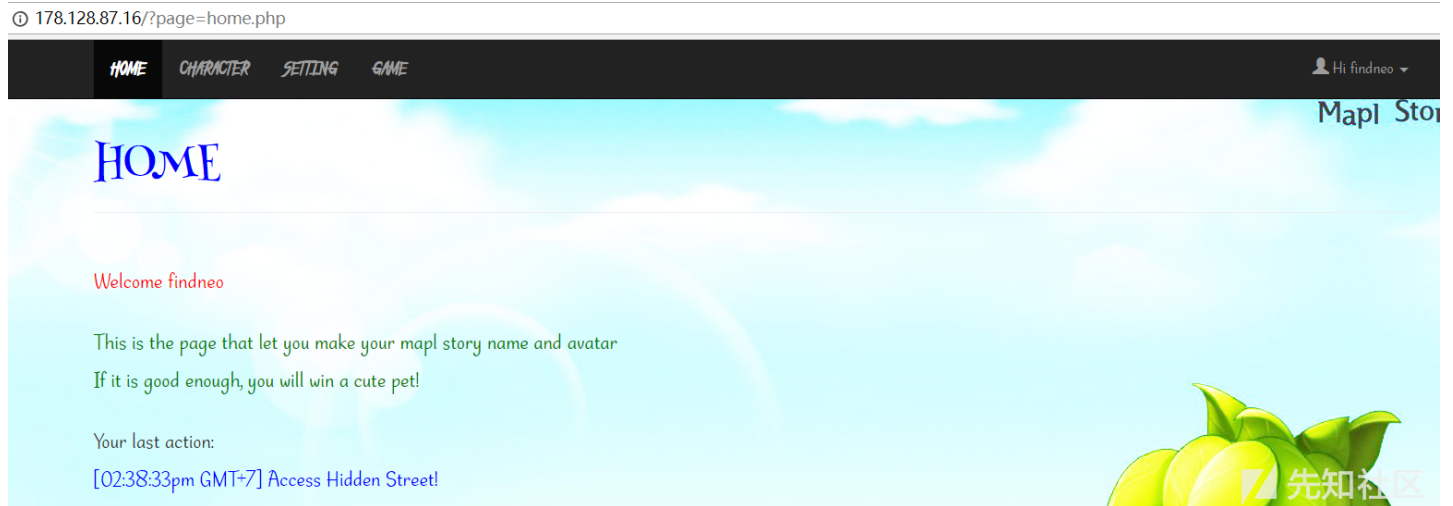 178.128.87.16/?page=home.php
HOME CHARACTER SETTING GAME Hi findneo
Mapl Stor
HOME
Welcome findneo
This is the page that let you make your mapl story name and avatar
If it is good enough, you will win a cute pet!
Your last action:
[02:38:33pm GMT+7] Access Hidden Street!
先知社区